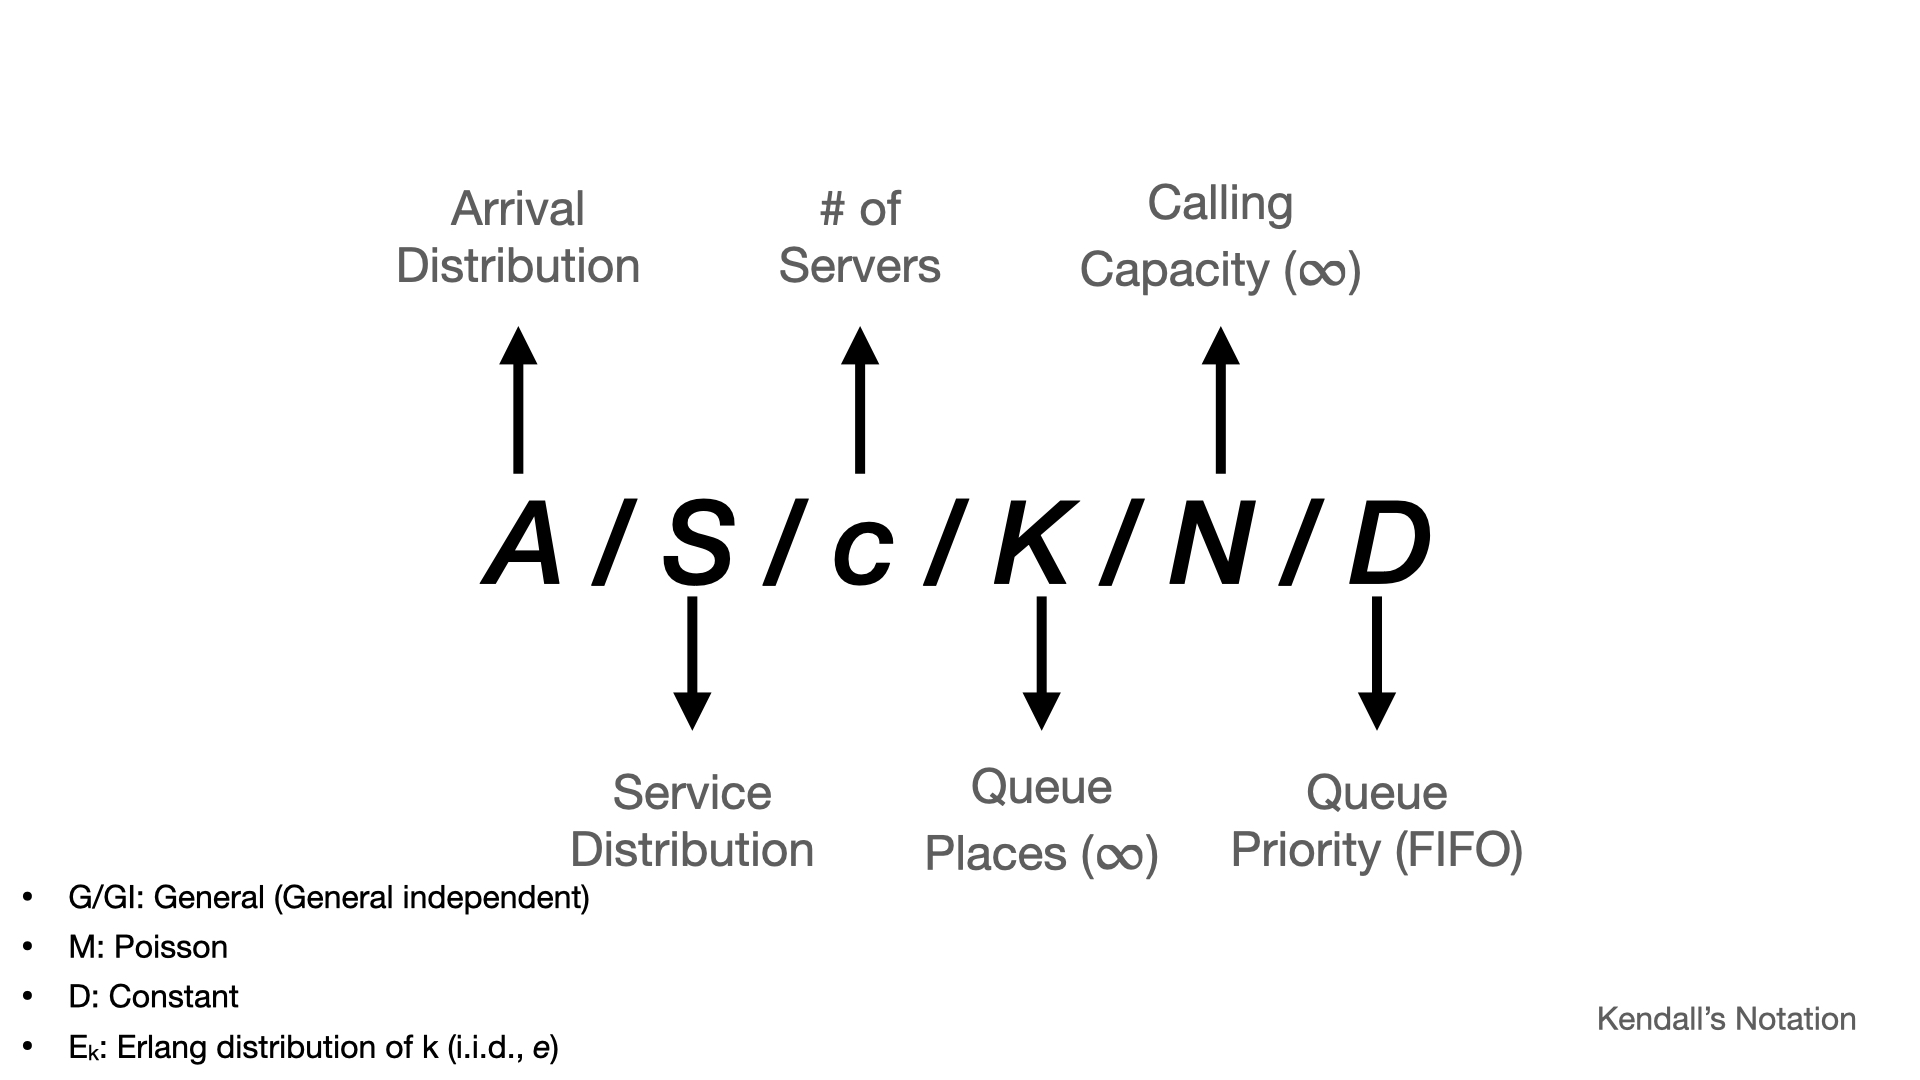 Arrival
Distribution
# of
Servers
Calling
Capacity (∞)
A / S / c / K / N / D
Service
Distribution
Queue
Places (∞)
Queue
Priority (FIFO)
• G/GI: General (General independent)
• M: Poisson
• D: Constant
• Eₖ: Erlang distribution of k (i.i.d., e)
Kendall’s Notation